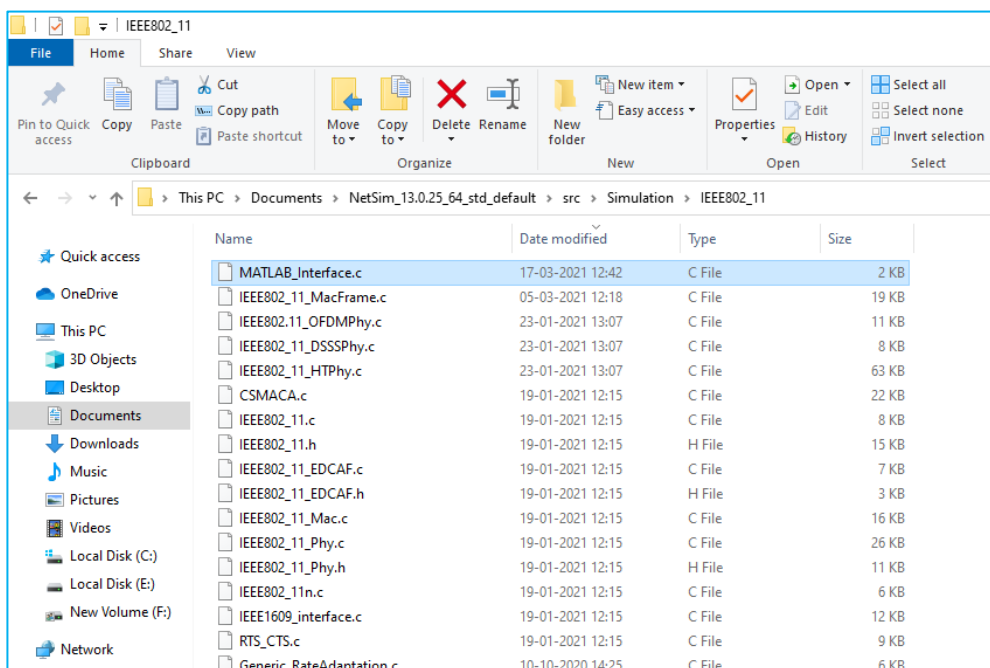 IEEE802_11
File Home Share View
Pin to Quick access
Copy
Paste
Cut
Copy path
Paste shortcut
Clipboard
Move to
Copy to
Delete
Rename
Organize
New folder
New item
Easy access
New
Properties
Open
Edit
History
Open
Select all
Select none
Invert selection
Select
This PC > Documents > NetSim_13.0.25_64_std_default > src > Simulation > IEEE802_11
Quick access
OneDrive
This PC
3D Objects
Desktop
Documents
Downloads
Music
Pictures
Videos
Local Disk (C:)
Local Disk (E:)
New Volume (F:)
Network
Name Date modified Type Size
MATLAB_Interface.c 17-03-2021 12:42 C File 2 KB
IEEE802_11_MacFrame.c 05-03-2021 12:18 C File 19 KB
IEEE802.11_OFDMPhy.c 23-01-2021 13:07 C File 11 KB
IEEE802_11_DSSSPhy.c 23-01-2021 13:07 C File 8 KB
IEEE802_11_HTPhy.c 23-01-2021 13:07 C File 63 KB
CSMACA.c 19-01-2021 12:15 C File 22 KB
IEEE802_11.c 19-01-2021 12:15 C File 8 KB
IEEE802_11.h 19-01-2021 12:15 H File 15 KB
IEEE802_11_EDCAF.c 19-01-2021 12:15 C File 7 KB
IEEE802_11_EDCAF.h 19-01-2021 12:15 H File 3 KB
IEEE802_11_Mac.c 19-01-2021 12:15 C File 16 KB
IEEE802_11_Phy.c 19-01-2021 12:15 C File 26 KB
IEEE802_11_Phy.h 19-01-2021 12:15 H File 11 KB
IEEE802_11n.c 19-01-2021 12:15 C File 6 KB
IEEE1609_interface.c 19-01-2021 12:15 C File 12 KB
RTS_CTS.c 19-01-2021 12:15 C File 9 KB
Generic_RateAdaptation.c 10-10-2020 14:25 C File 6 KB